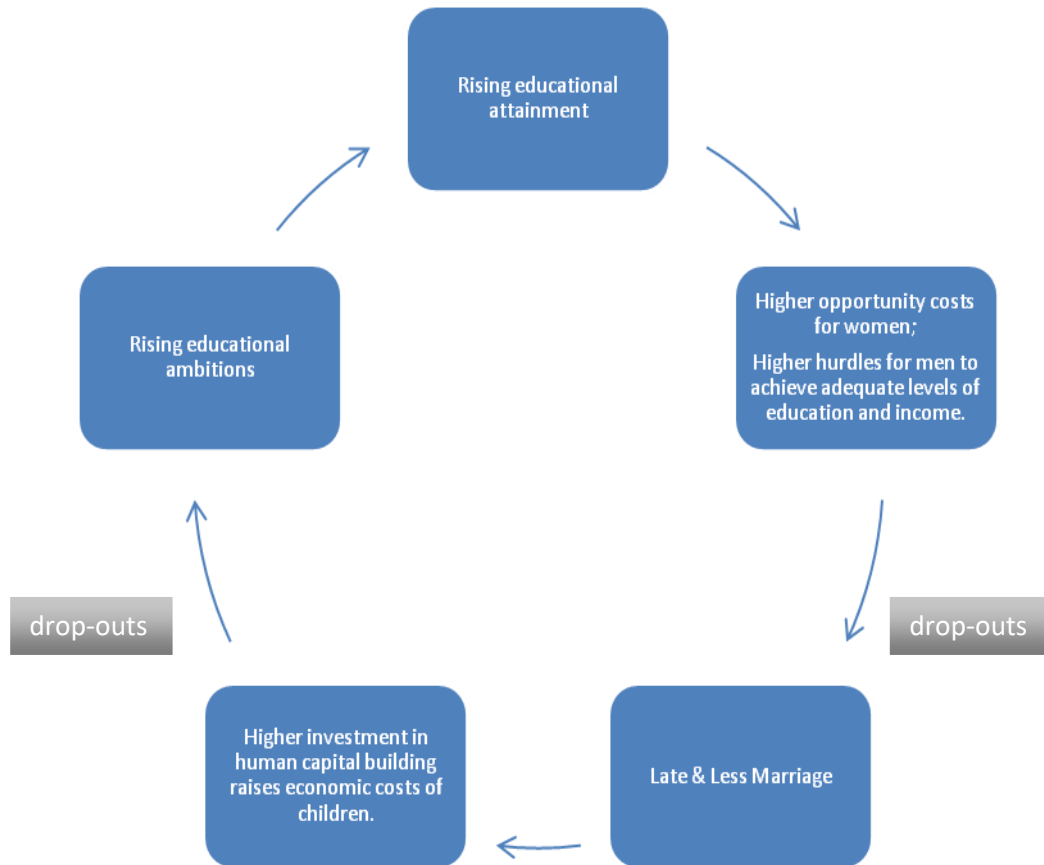 Rising educational
attainment
Higher opportunity costs
for women;
Higher hurdles for men to
achieve adequate levels of
education and income.
drop-outs
Late & Less Marriage
Higher investment in
human capital building
raises economic costs of
children.
drop-outs
Rising educational
ambitions